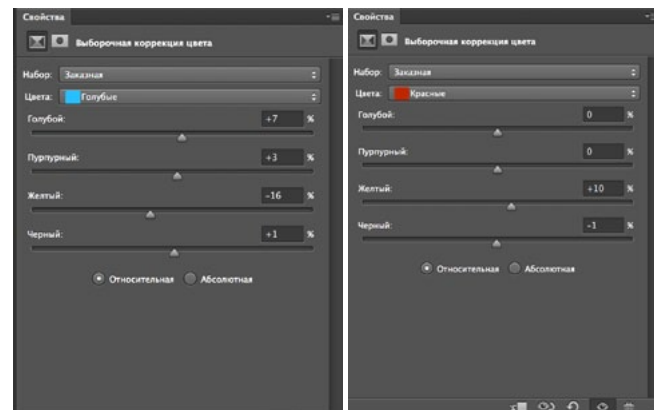 Свойства
Выборочная коррекция цвета
Набор: Заказная
Цвета: Голубые
Голубой: +7 %
Пурпурный: +3 %
Желтый: -16 %
Черный: +1 %
Относительная Абсолютная
Свойства
Выборочная коррекция цвета
Набор: Заказная
Цвета: Красные
Голубой: 0 %
Пурпурный: 0 %
Желтый: +10 %
Черный: -1 %
Относительная Абсолютная